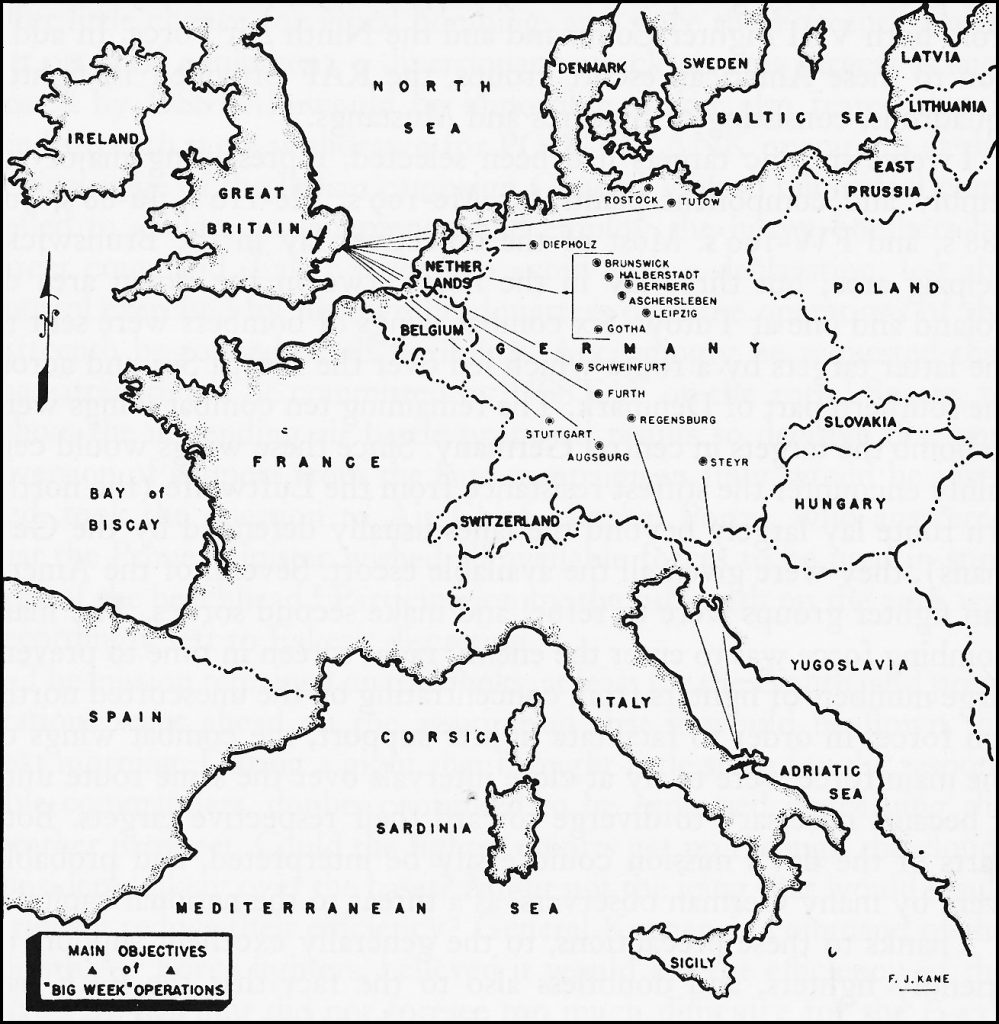 NORTH
SEA
DENMARK
SWEDEN
LATVIA
LITHUANIA
BALTIC SEA
IRELAND
EAST
PRUSSIA
GREAT
BRITAIN
ROSTOCK
TUTOW
DIEPHOLZ
NETHER
LANDS
BRUNSWICK
HALBERSTADT
BERNBERG
ASCHERSLEBEN
LEIPZIG
GOTHA
POLAND
BELGIUM
GERMANY
SCHWEINFURT
FURTH
REGENSBURG
STUTTGART
AUGSBURG
STEYR
SLOVAKIA
FRANCE
BAY of
BISCAY
HUNGARY
SWITZERLAND
YUGOSLAVIA
SPAIN
ITALY
CORSICA
ADRIATIC
SEA
SARDINIA
MEDITERRANEAN SEA
SICILY
MAIN OBJECTIVES
of
"BIG WEEK" OPERATIONS
F. J. KANE